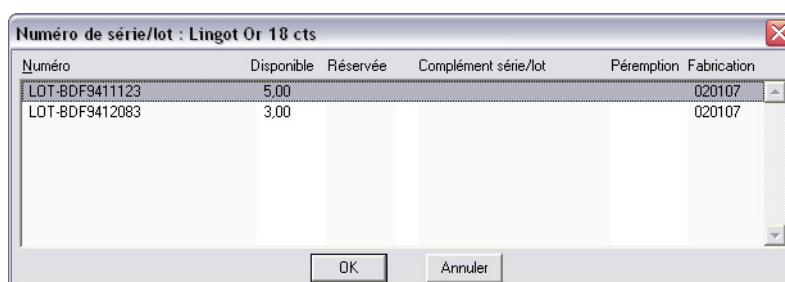 Numéro de série/lot : Lingot Or 18 cts
Numéro Disponible Réservée Complément série/lot Péremption Fabrication
LOT-BDF9411123 5,00 020107
LOT-BDF9412083 3,00 020107
OK Annuler